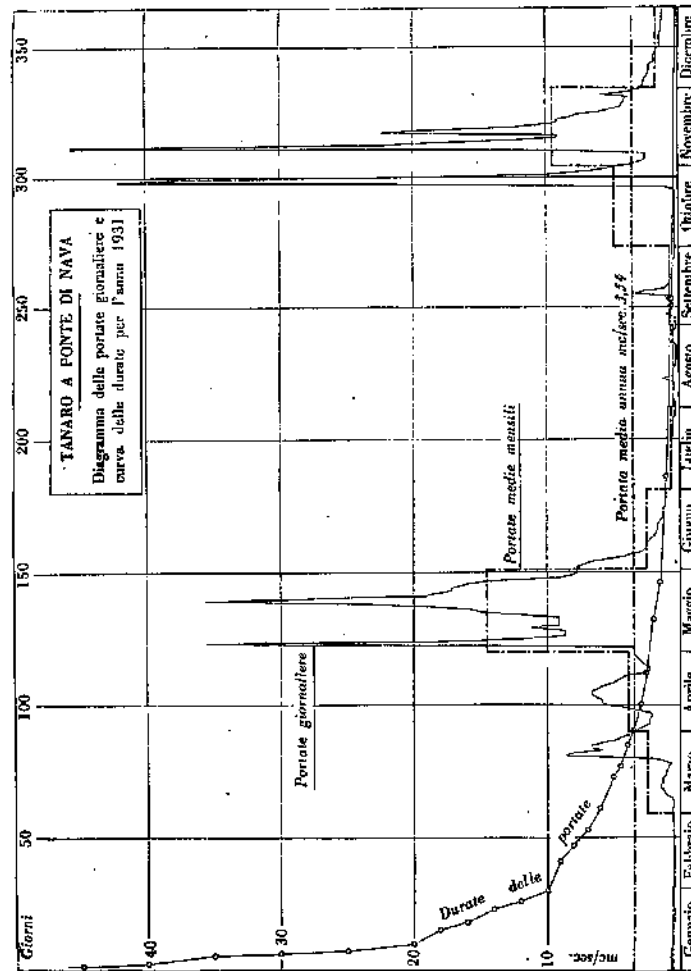 Giorni
50
100
150
200
250
300
350
TANARO A PONTE DI NAVA
Diagramma delle portate giornaliere e
curva delle durate per l'anno 1931
40
30
20
10
mc/sec.
Portate giornaliere
Portate medie mensili
Portata media annua mc/sec. 3,54
Durate delle portate
Gennaio
Febbraio
Marzo
Aprile
Maggio
Giugno
Luglio
Agosto
Settembre
Ottobre
Novembre
Dicembre